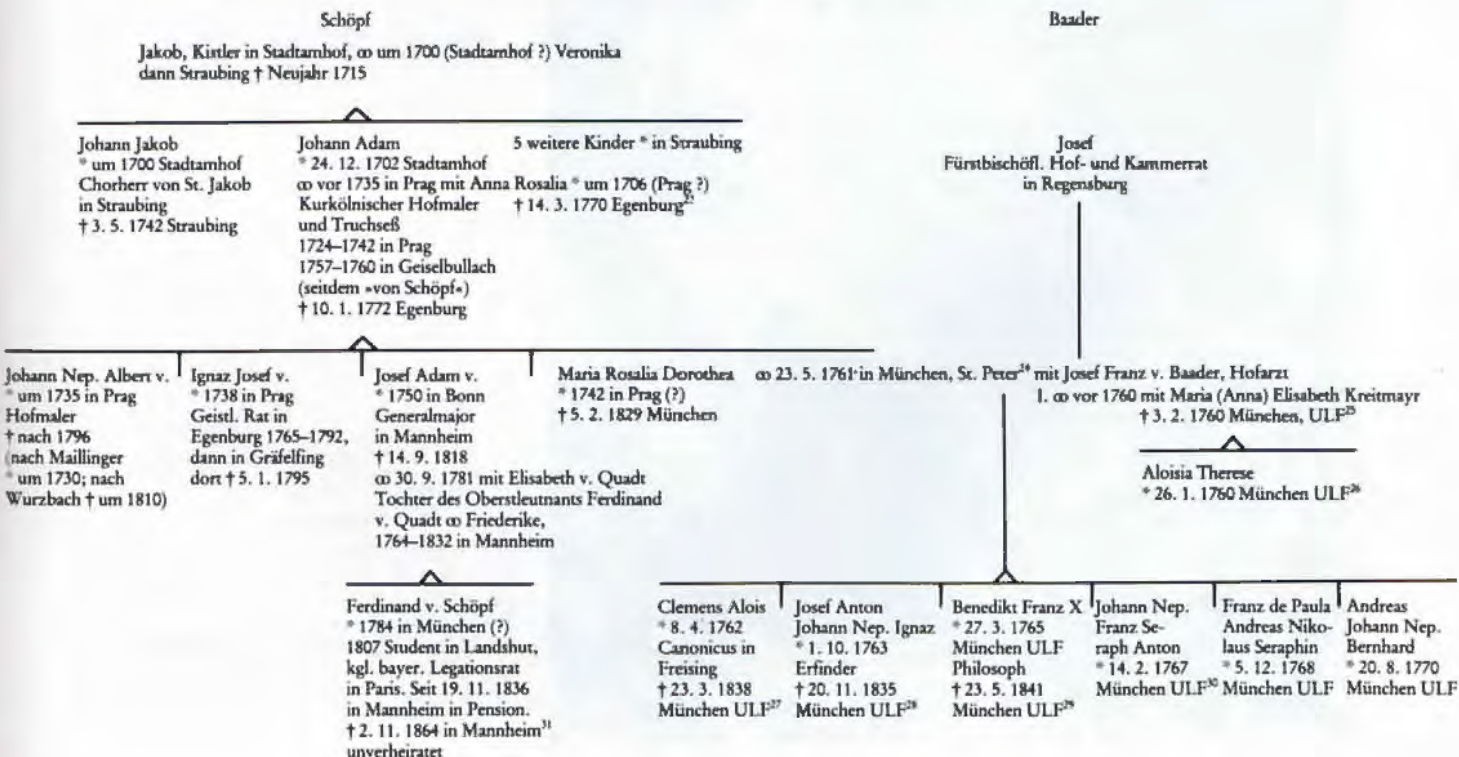 Schöpf
Jakob, Kistler in Stadtamhof, ⚭ um 1700 (Stadtamhof ?) Veronika
dann Straubing † Neujahr 1715
Johann Jakob
* um 1700 Stadtamhof
Chorherr von St. Jakob
in Straubing
† 3. 5. 1742 Straubing
Johann Adam
* 24. 12. 1702 Stadtamhof
⚭ vor 1735 in Prag mit Anna Rosalia * um 1706 (Prag ?)
Kurkölnischer Hofmaler
und Truchseß
1724–1742 in Prag
1757–1760 in Geiselbullach
(seitdem »von Schöpf«)
† 10. 1. 1772 Egenburg
† 14. 3. 1770 Egenburg
5 weitere Kinder * in Straubing
Johann Nep. Albert v.
* um 1735 in Prag
Hofmaler
† nach 1796
(nach Maillinger
* um 1730; nach
Wurzbach † um 1810)
Ignaz Josef v.
* 1738 in Prag
Geistl. Rat in
Egenburg 1765–1792,
dann in Gräfelfing
dort † 5. 1. 1795
Josef Adam v.
* 1750 in Bonn
Generalmajor
in Mannheim
† 14. 9. 1818
⚭ 30. 9. 1781 mit Elisabeth v. Quadt
Tochter des Oberstleutnants Ferdinand
v. Quadt ⚭ Friederike,
1764–1832 in Mannheim
Maria Rosalia Dorothea
* 1742 in Prag (?)
† 5. 2. 1829 München
Ferdinand v. Schöpf
* 1784 in München (?)
1807 Student in Landshut,
kgl. bayer. Legationsrat
in Paris. Seit 19. 11. 1836
in Mannheim in Pension.
† 2. 11. 1864 in Mannheim³¹
unverheiratet
Baader
Josef
Fürstbischöfl. Hof- und Kammerrat
in Regensburg
⚭ 23. 5. 1761 in München, St. Peter²⁴ mit Josef Franz v. Baader, Hofarzt
1. ⚭ vor 1760 mit Maria (Anna) Elisabeth Kreitmayr
† 3. 2. 1760 München, ULF²⁵
Aloisia Therese
* 26. 1. 1760 München ULF²⁶
Clemens Alois
* 8. 4. 1762
Canonicus in
Freising
† 23. 3. 1838
München ULF²⁷
Josef Anton
Johann Nep. Ignaz
* 1. 10. 1763
Erfinder
† 20. 11. 1835
München ULF²⁸
Benedikt Franz X
* 27. 3. 1765
München ULF
Philosoph
† 23. 5. 1841
München ULF²⁹
Johann Nep.
Franz Se-
raph Anton
* 14. 2. 1767
München ULF³⁰
Franz de Paula
Andreas Niko-
laus Seraphin
* 5. 12. 1768
München ULF
Andreas
Johann Nep.
Bernhard
* 20. 8. 1770
München ULF